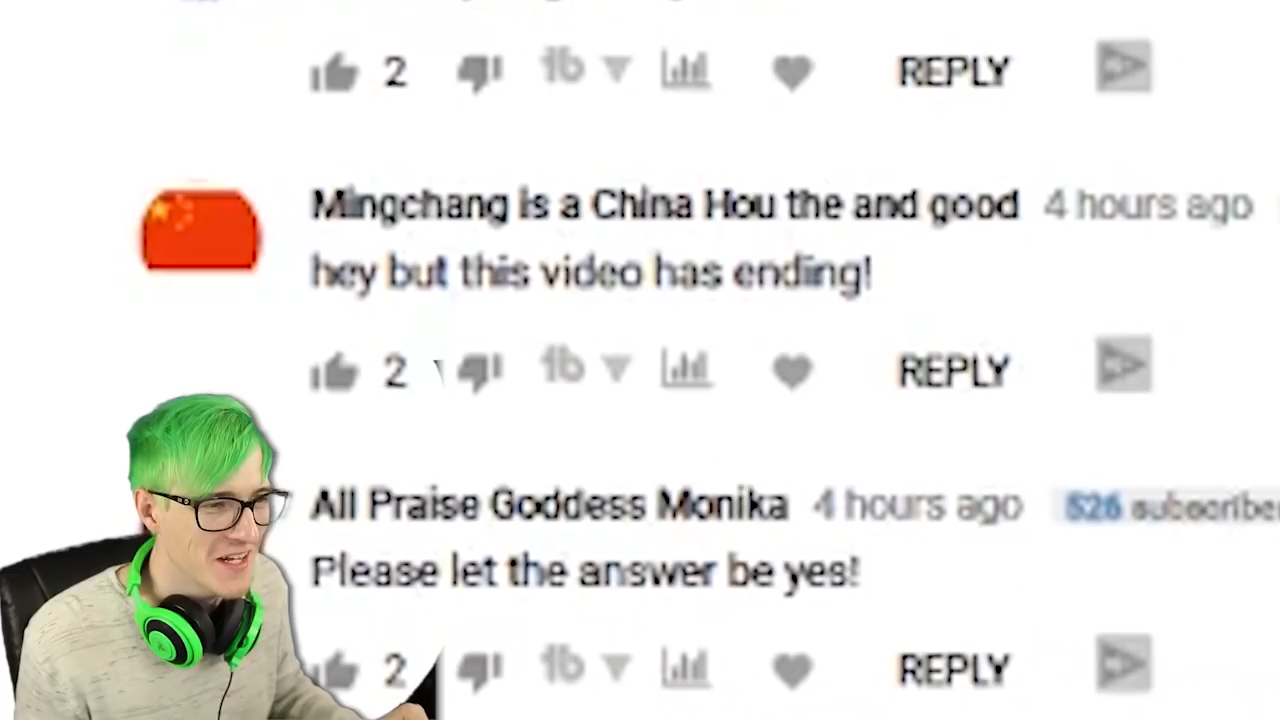 2 REPLY
Mingchang is a China Hou the and good 4 hours ago
hey but this video has ending!
2 REPLY
All Praise Goddess Monika 4 hours ago 526 subscriber
Please let the answer be yes!
2 REPLY